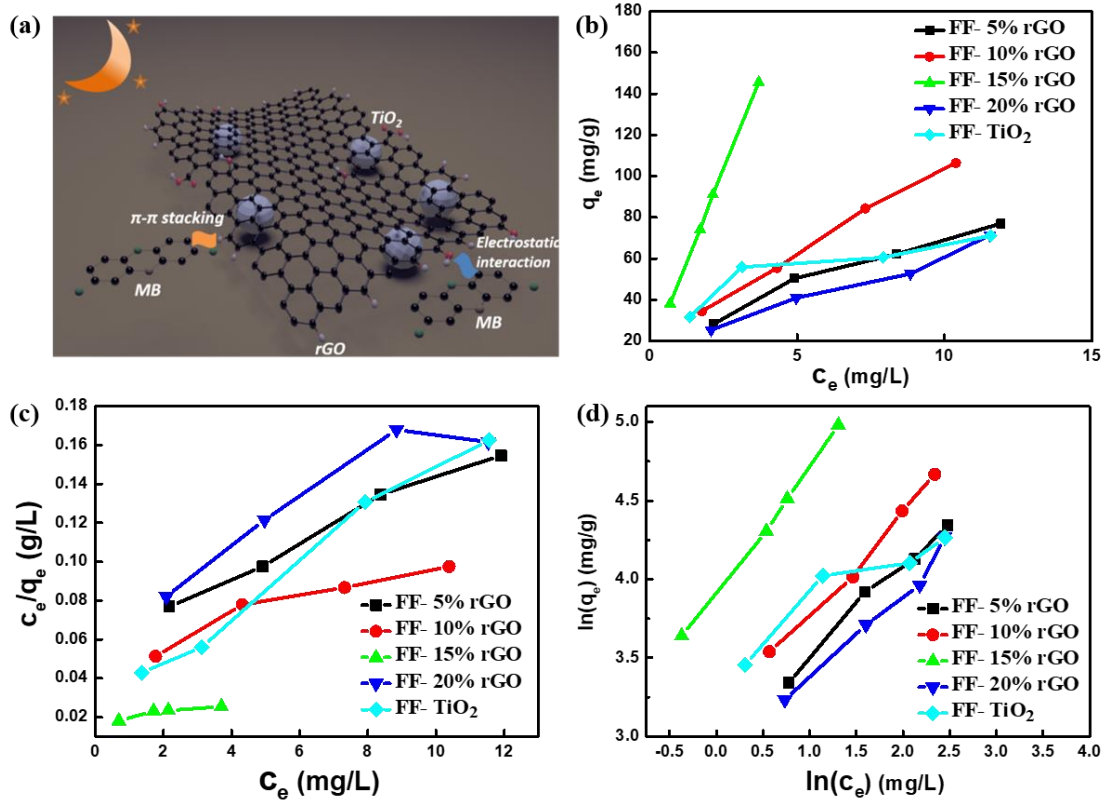 (a)
TiO₂
π-π stacking
Electrostatic
interaction
MB
MB
rGO
(b)
180
160
140
120
100
80
60
40
20
0
5
10
15
qₑ (mg/g)
cₑ (mg/L)
FF- 5% rGO
FF- 10% rGO
FF- 15% rGO
FF- 20% rGO
FF- TiO₂
(c)
0.18
0.16
0.14
0.12
0.10
0.08
0.06
0.04
0.02
0
2
4
6
8
10
12
cₑ/qₑ (g/L)
cₑ (mg/L)
FF- 5% rGO
FF- 10% rGO
FF- 15% rGO
FF- 20% rGO
FF- TiO₂
(d)
5.0
4.5
4.0
3.5
3.0
-0.5
0.0
0.5
1.0
1.5
2.0
2.5
3.0
3.5
4.0
ln(qₑ) (mg/g)
ln(cₑ) (mg/L)
FF- 5% rGO
FF- 10% rGO
FF- 15% rGO
FF- 20% rGO
FF- TiO₂